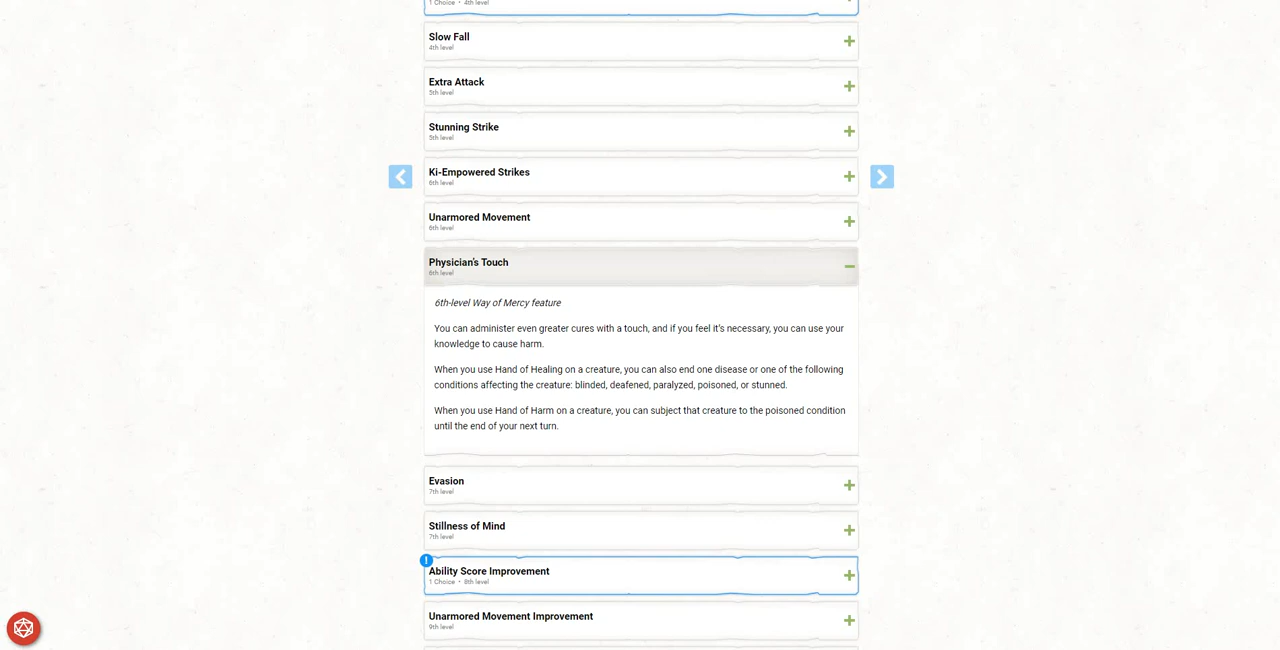 1 Choice • 4th level
Slow Fall
4th level
Extra Attack
5th level
Stunning Strike
5th level
Ki-Empowered Strikes
6th level
Unarmored Movement
6th level
Physician's Touch
6th level
6th-level Way of Mercy feature
You can administer even greater cures with a touch, and if you feel it's necessary, you can use your
knowledge to cause harm.
When you use Hand of Healing on a creature, you can also end one disease or one of the following
conditions affecting the creature: blinded, deafened, paralyzed, poisoned, or stunned.
When you use Hand of Harm on a creature, you can subject that creature to the poisoned condition
until the end of your next turn.
Evasion
7th level
Stillness of Mind
7th level
!
Ability Score Improvement
1 Choice • 8th level
Unarmored Movement Improvement
9th level